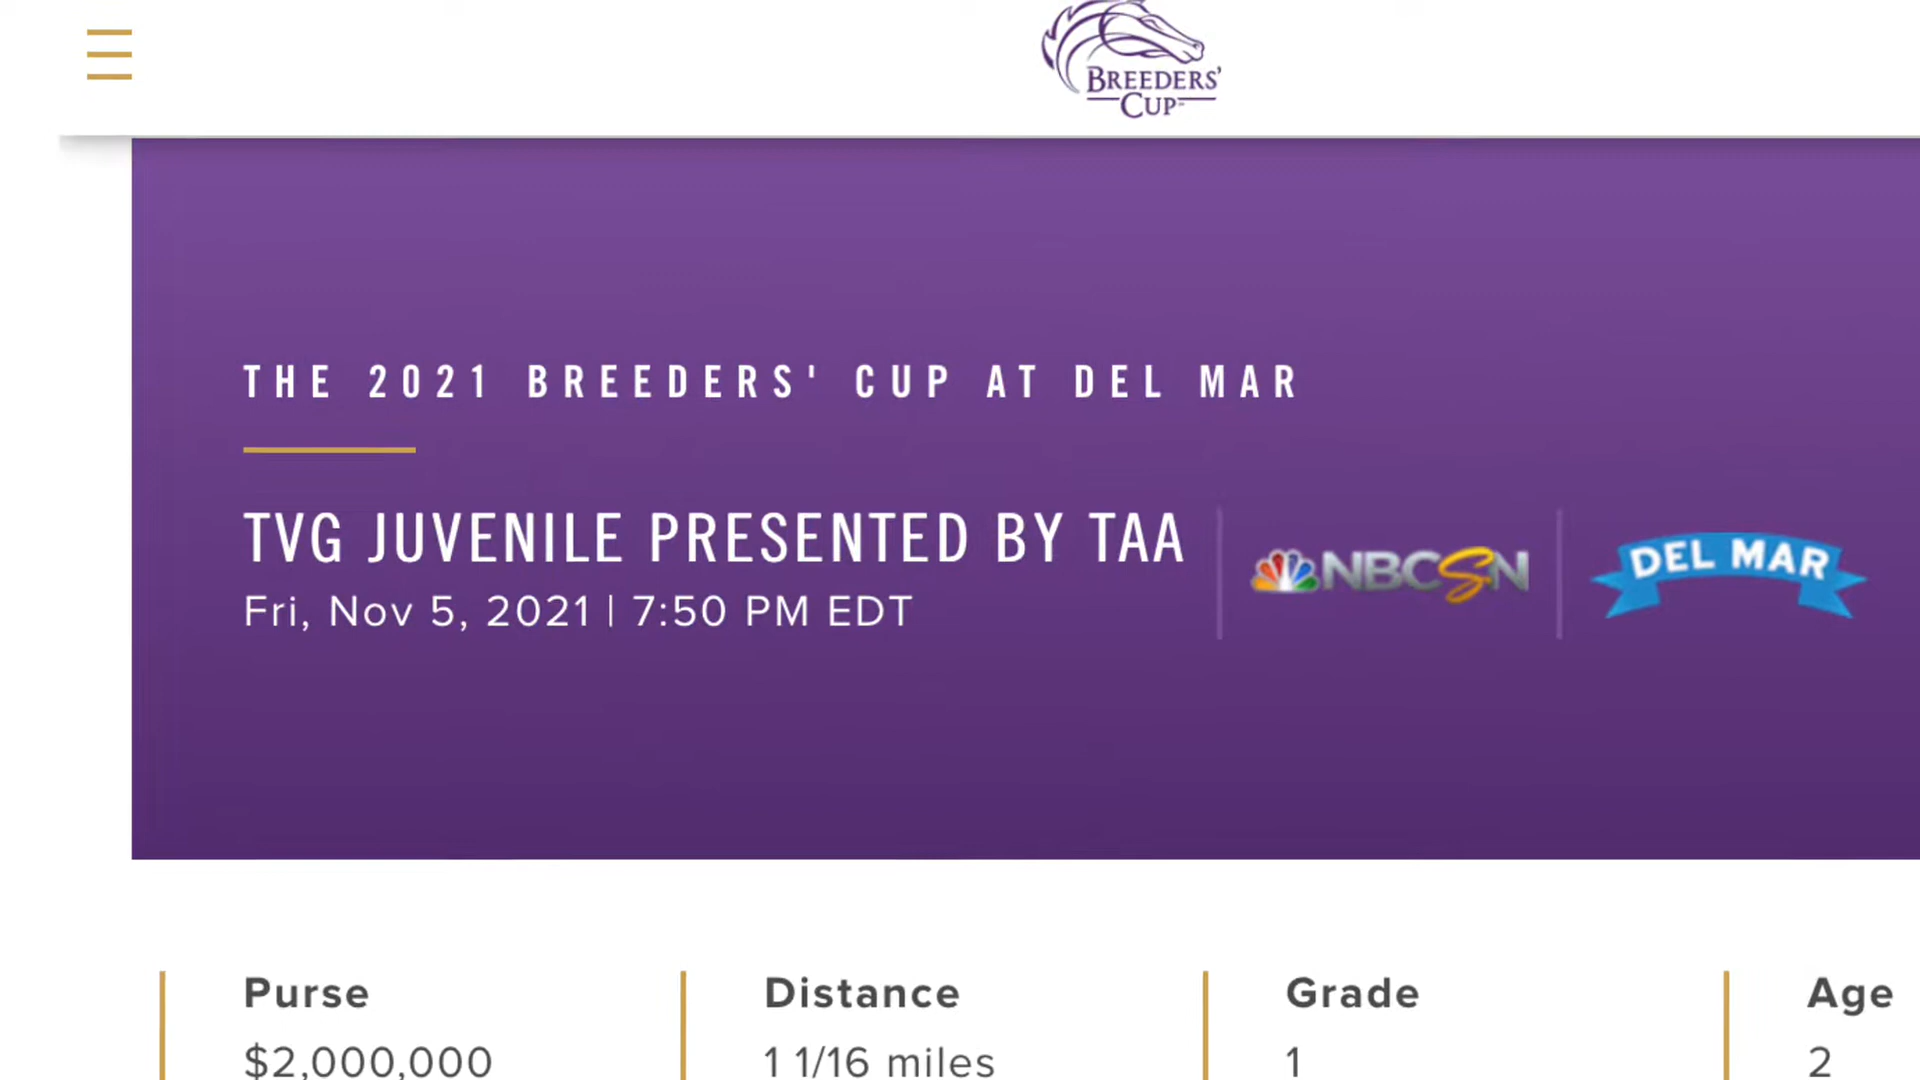 BREEDERS'
CUP
THE 2021 BREEDERS' CUP AT DEL MAR
TVG JUVENILE PRESENTED BY TAA
Fri, Nov 5, 2021 | 7:50 PM EDT
NBCSN
DEL MAR
Purse
$2,000,000
Distance
1 1/16 miles
Grade
1
Age
2